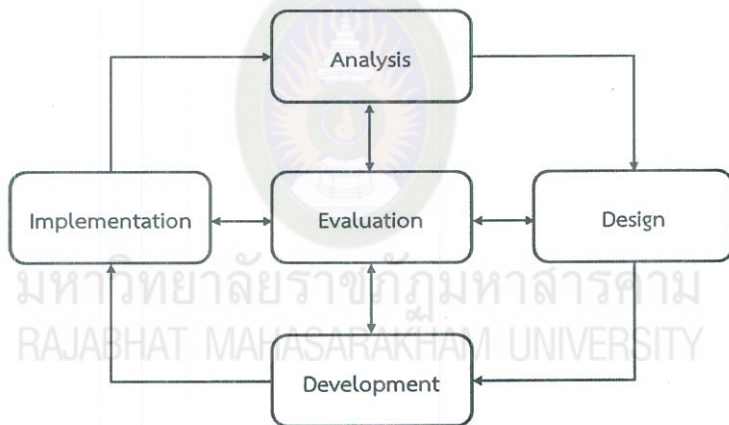 Analysis
Implementation
Evaluation
Design
มหาวิทยาลัยราชภัฏมหาสารคาม
RAJABHAT MAHASARAKHAM UNIVERSITY
Development